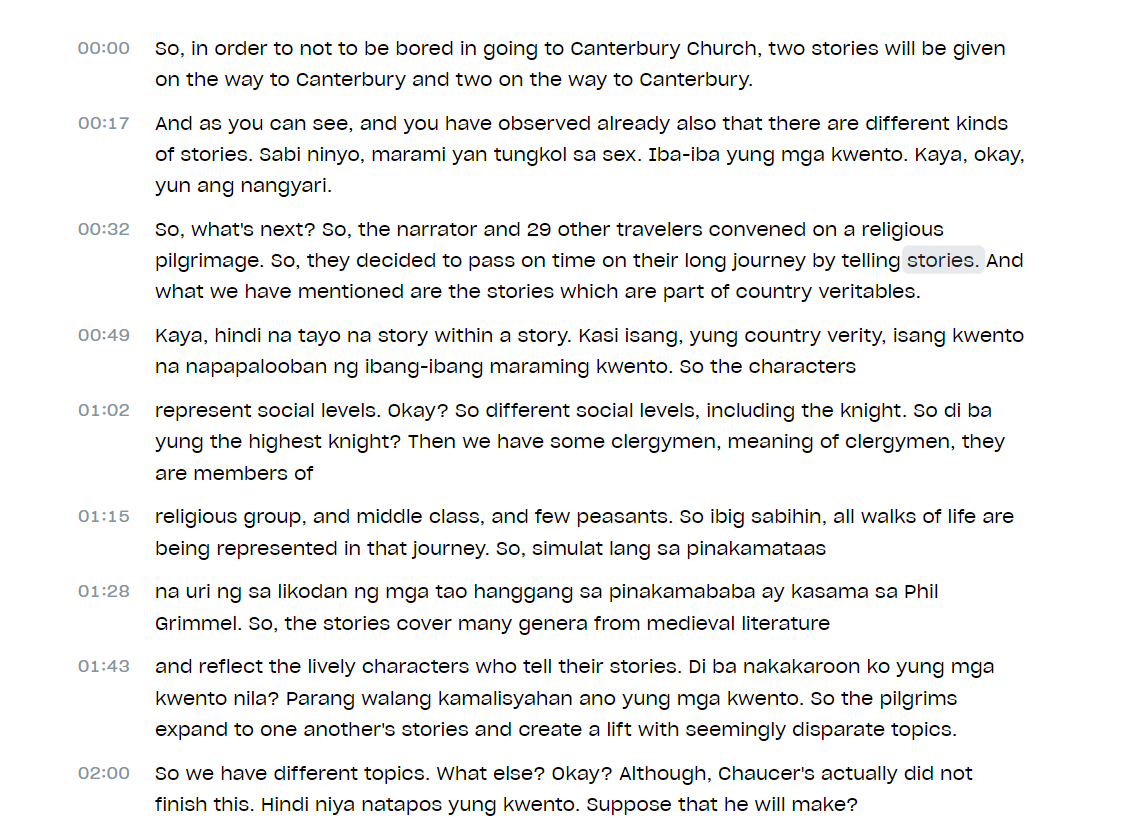 00:00 So, in order to not to be bored in going to Canterbury Church, two stories will be given
on the way to Canterbury and two on the way to Canterbury.
00:17 And as you can see, and you have observed already also that there are different kinds
of stories. Sabi ninyo, marami yan tungkol sa sex. Iba-iba yung mga kwento. Kaya, okay,
yun ang nangyari.
00:32 So, what's next? So, the narrator and 29 other travelers convened on a religious
pilgrimage. So, they decided to pass on time on their long journey by telling stories. And
what we have mentioned are the stories which are part of country veritables.
00:49 Kaya, hindi na tayo na story within a story. Kasi isang, yung country verity, isang kwento
na napapalooban ng ibang-ibang maraming kwento. So the characters
01:02 represent social levels. Okay? So different social levels, including the knight. So di ba
yung the highest knight? Then we have some clergymen, meaning of clergymen, they
are members of
01:15 religious group, and middle class, and few peasants. So ibig sabihin, all walks of life are
being represented in that journey. So, simulat lang sa pinakamataas
01:28 na uri ng sa likodan ng mga tao hanggang sa pinakamababa ay kasama sa Phil
Grimmel. So, the stories cover many genera from medieval literature
01:43 and reflect the lively characters who tell their stories. Di ba nakakaroon ko yung mga
kwento nila? Parang walang kamalisyahan ano yung mga kwento. So the pilgrims
expand to one another's stories and create a lift with seemingly disparate topics.
02:00 So we have different topics. What else? Okay? Although, Chaucer's actually did not
finish this. Hindi niya natapos yung kwento. Suppose that he will make?